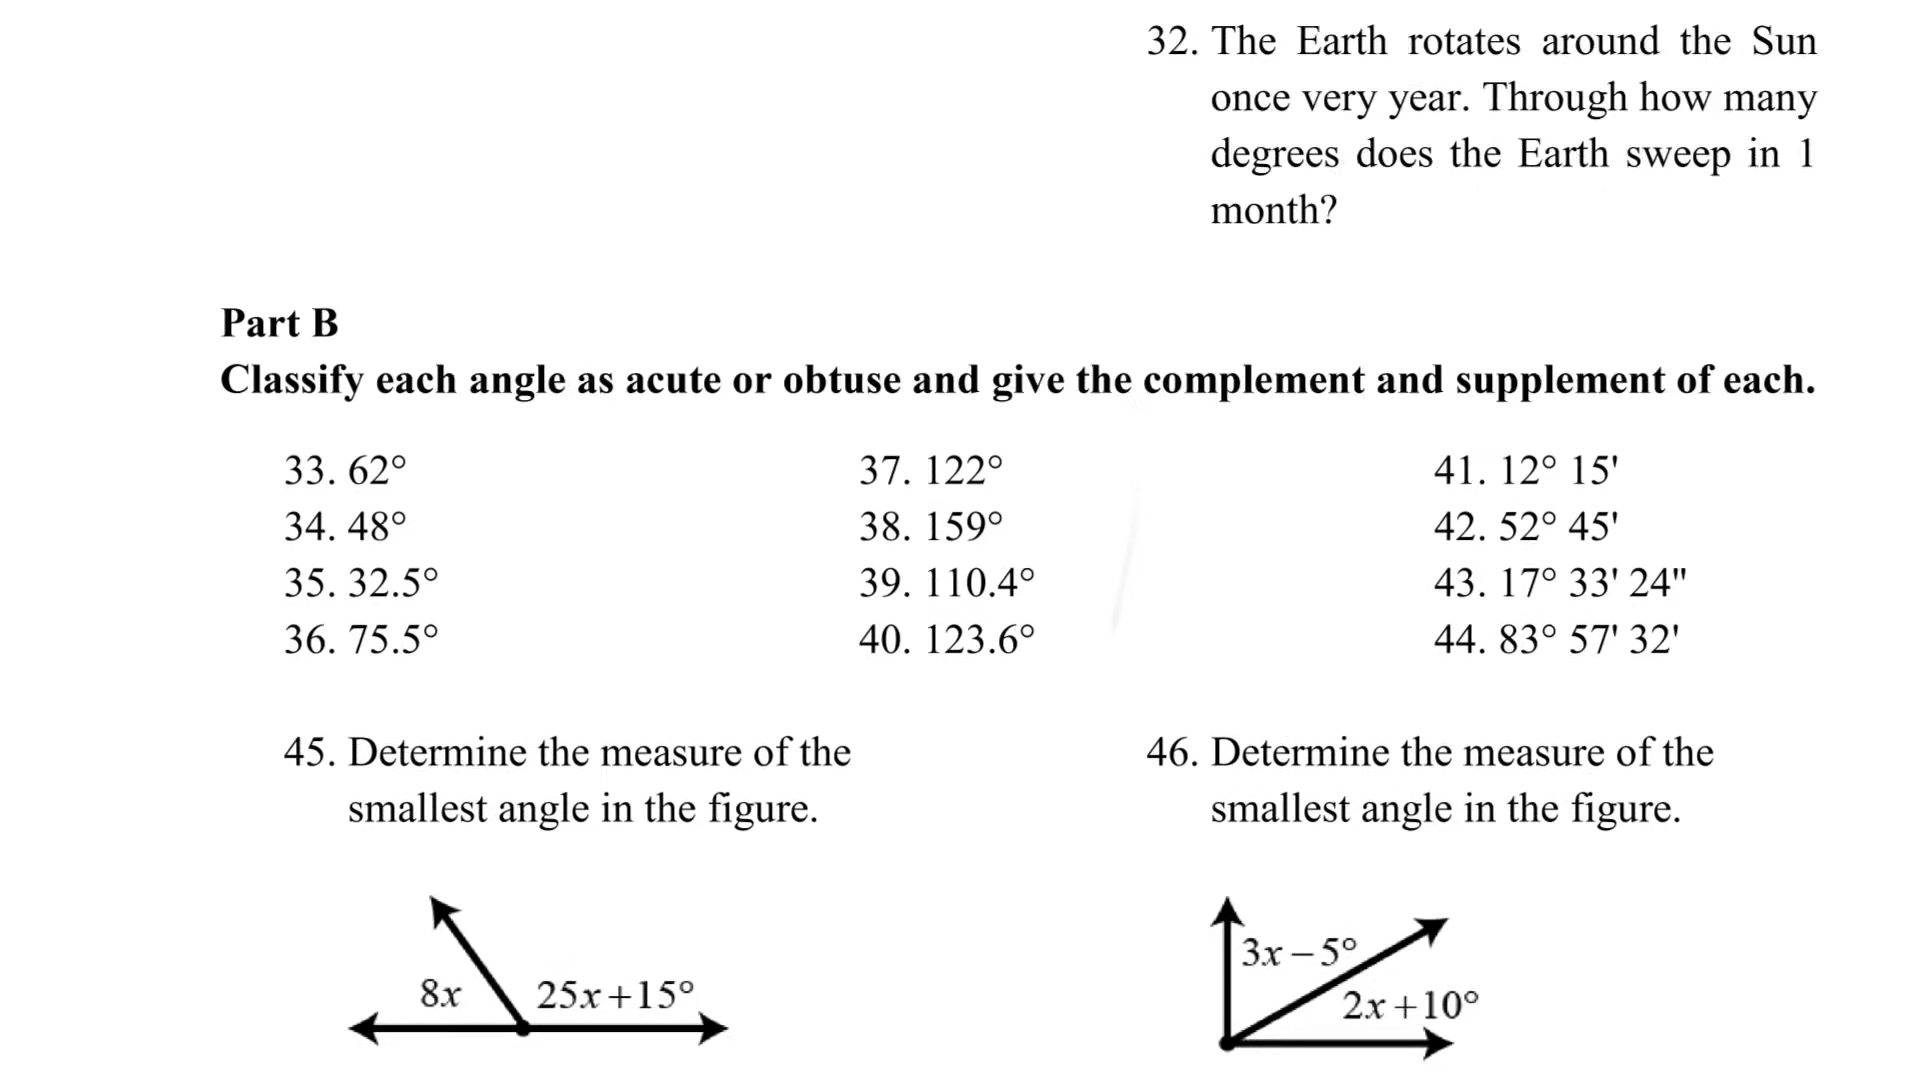 32. The Earth rotates around the Sun
once very year. Through how many
degrees does the Earth sweep in 1
month?
Part B
Classify each angle as acute or obtuse and give the complement and supplement of each.
33. 62°
34. 48°
35. 32.5°
36. 75.5°
37. 122°
38. 159°
39. 110.4°
40. 123.6°
41. 12° 15'
42. 52° 45'
43. 17° 33' 24"
44. 83° 57' 32'
45. Determine the measure of the
smallest angle in the figure.
8x
25x+15°
46. Determine the measure of the
smallest angle in the figure.
3x – 5°
2x +10°